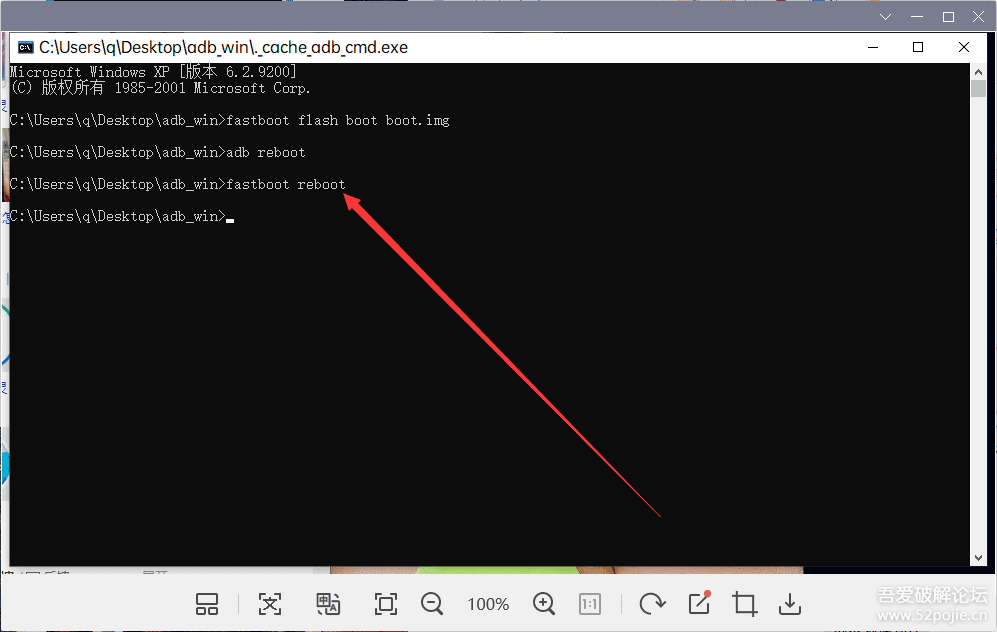 C:\Users\q\Desktop\adb_win\._cache_adb_cmd.exe
Microsoft Windows XP [版本 6.2.9200]
(C) 版权所有 1985-2001 Microsoft Corp.
C:\Users\q\Desktop\adb_win>fastboot flash boot boot.img
C:\Users\q\Desktop\adb_win>adb reboot
C:\Users\q\Desktop\adb_win>fastboot reboot
C:\Users\q\Desktop\adb_win>
100%
1:1
吾爱破解论坛
www.52pojie.cn